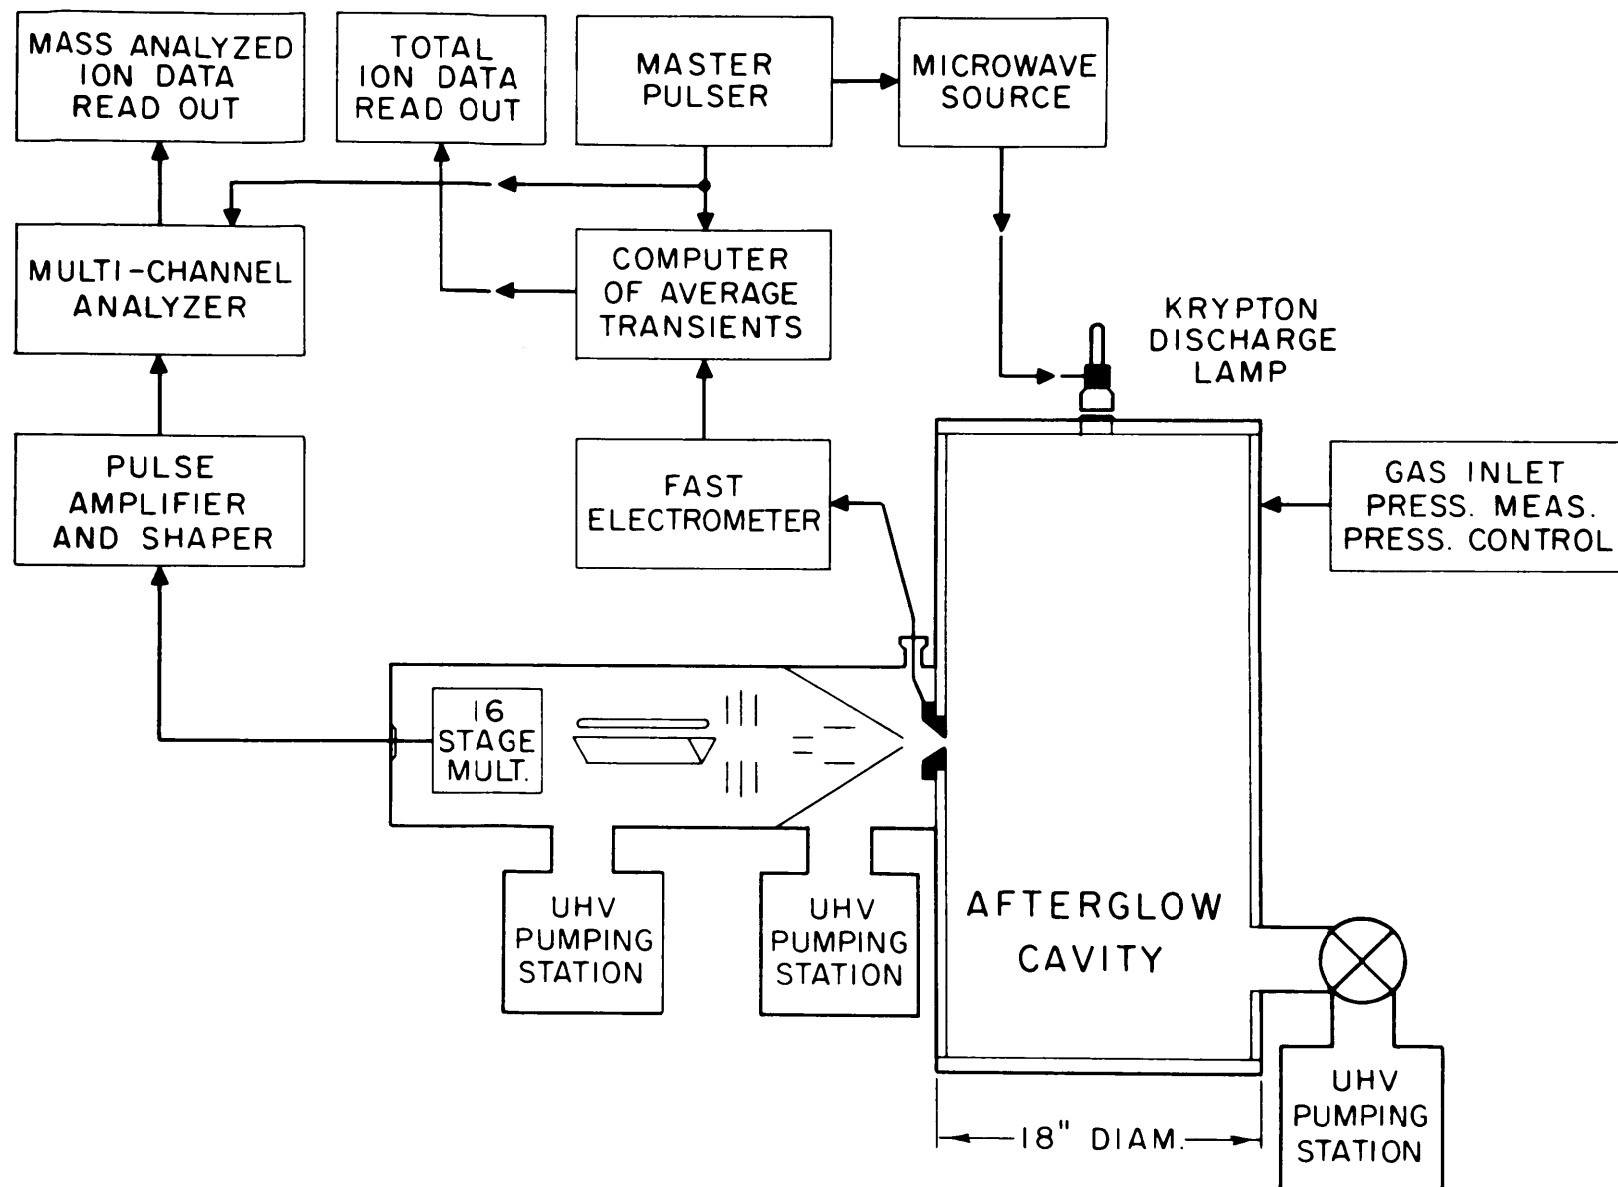 MASS ANALYZED
ION DATA
READ OUT
TOTAL
ION DATA
READ OUT
MASTER
PULSER
MICROWAVE
SOURCE
MULTI-CHANNEL
ANALYZER
COMPUTER
OF AVERAGE
TRANSIENTS
KRYPTON
DISCHARGE
LAMP
PULSE
AMPLIFIER
AND SHAPER
FAST
ELECTROMETER
GAS INLET
PRESS. MEAS.
PRESS. CONTROL
16
STAGE
MULT.
UHV
PUMPING
STATION
UHV
PUMPING
STATION
AFTERGLOW
CAVITY
UHV
PUMPING
STATION
18" DIAM.